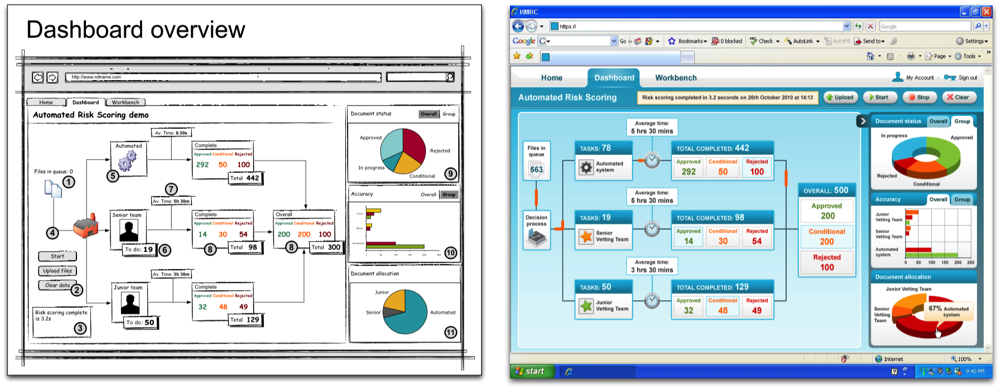 Dashboard overview
http://www.nofname.com
Home Dashboard Workbench
Automated Risk Scoring demo
Av. Time: 0.30s
Automated
Complete
Approved Conditional Rejected
292 50 100
Total 442
5
Files in queue: 0
1
7
Av. Time: 5h 30m
4
Senior team
To do: 19
6
Complete
Approved Conditional Rejected
14 30 54
8
Total 98
Overall
Approved Conditional Rejected
200 200 100
8
Total 300
Start
Upload files
Clear data
2
Risk scoring complete
is 3.2s
3
Av. Time: 3h 30m
Junior team
To do: 50
Complete
Approved Conditional Rejected
32 48 49
Total 129
Document status Overall Group
Approved
Rejected
In progress
Conditional
9
Accuracy Overall Group
10
Document allocation
Junior
Senior
Automated
11
HMRC
https://
Google
Google Go Bookmarks 0 blocked Check AutoLink AutoFill Send to Settings
Page Tools
Home Dashboard Workbench My Account Sign out
Automated Risk Scoring
Risk scoring completed in 3.2 seconds on 26th October 2010 at 14:13
Upload Start Stop Clear
Files in
queue
563
Decision
process
Average time:
5 hrs 30 mins
TASKS: 78
Automated
system
TOTAL COMPLETED: 442
Approved Conditional Rejected
292 50 100
Average time:
5 hrs 30 mins
TASKS: 19
Senior
Vetting Team
TOTAL COMPLETED: 98
Approved Conditional Rejected
14 30 54
Average time:
3 hrs 30 mins
TASKS: 50
Junior
Vetting Team
TOTAL COMPLETED: 129
Approved Conditional Rejected
32 48 49
OVERALL: 500
Approved
200
Conditional
200
Rejected
100
Document status Overall Group
In progress
Approved
Rejected
Conditional
Accuracy Overall Group
Junior
Vetting
Team
Senior
Vetting
Team
Automated
system
0 50 100 150 200 250
Document allocation
Junior Vetting Team
Senior
Vetting
Team
67% Automated
system
Internet 100%
start
9:40 PM